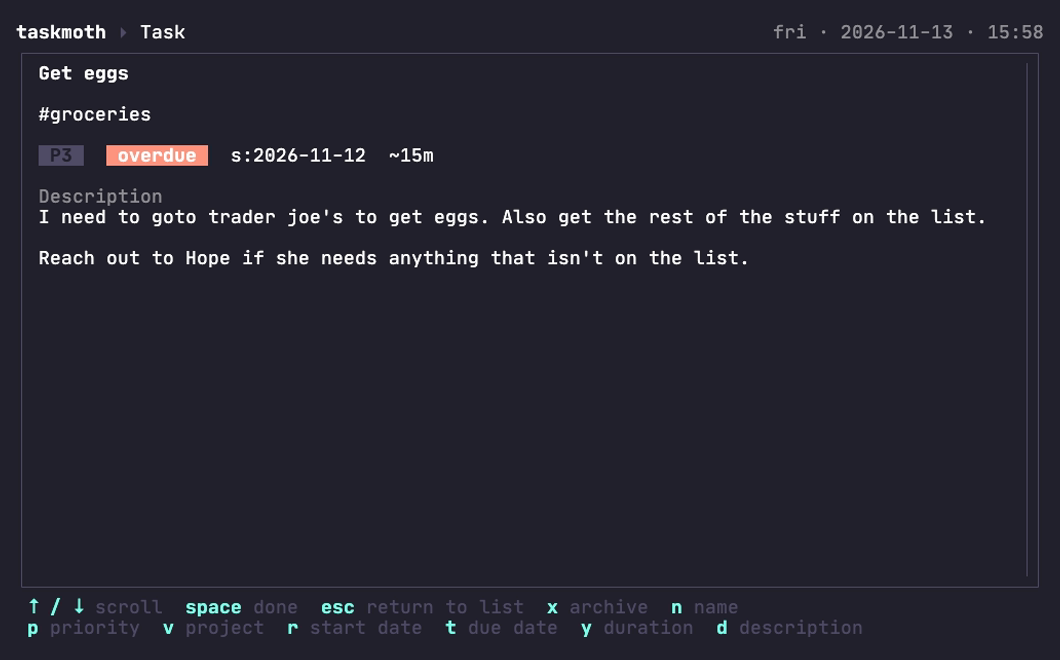 taskmoth › Task fri · 2026-11-13 · 15:58
Get eggs
#groceries
P3 overdue s:2026-11-12 ~15m
Description
I need to goto trader joe's to get eggs. Also get the rest of the stuff on the list.
Reach out to Hope if she needs anything that isn't on the list.
↑ / ↓ scroll space done esc return to list x archive n name
p priority v project r start date t due date y duration d description